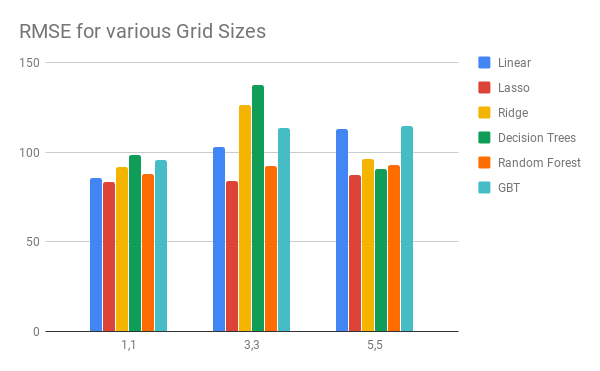 RMSE for various Grid Sizes
150
100
50
0
1,1
3,3
5,5
Linear
Lasso
Ridge
Decision Trees
Random Forest
GBT